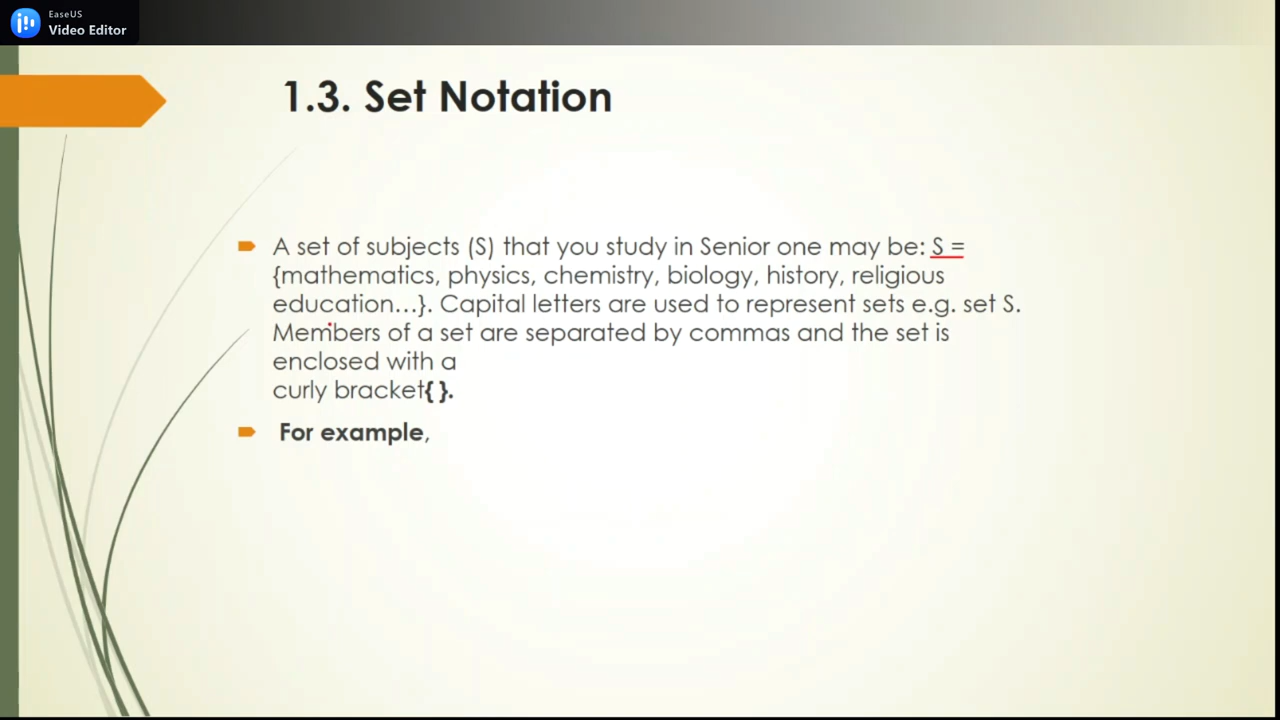 EaseUS
Video Editor
1.3. Set Notation
A set of subjects (S) that you study in Senior one may be: S =
{mathematics, physics, chemistry, biology, history, religious
education...}. Capital letters are used to represent sets e.g. set S.
Members of a set are separated by commas and the set is
enclosed with a
curly bracket{ }.
For example,